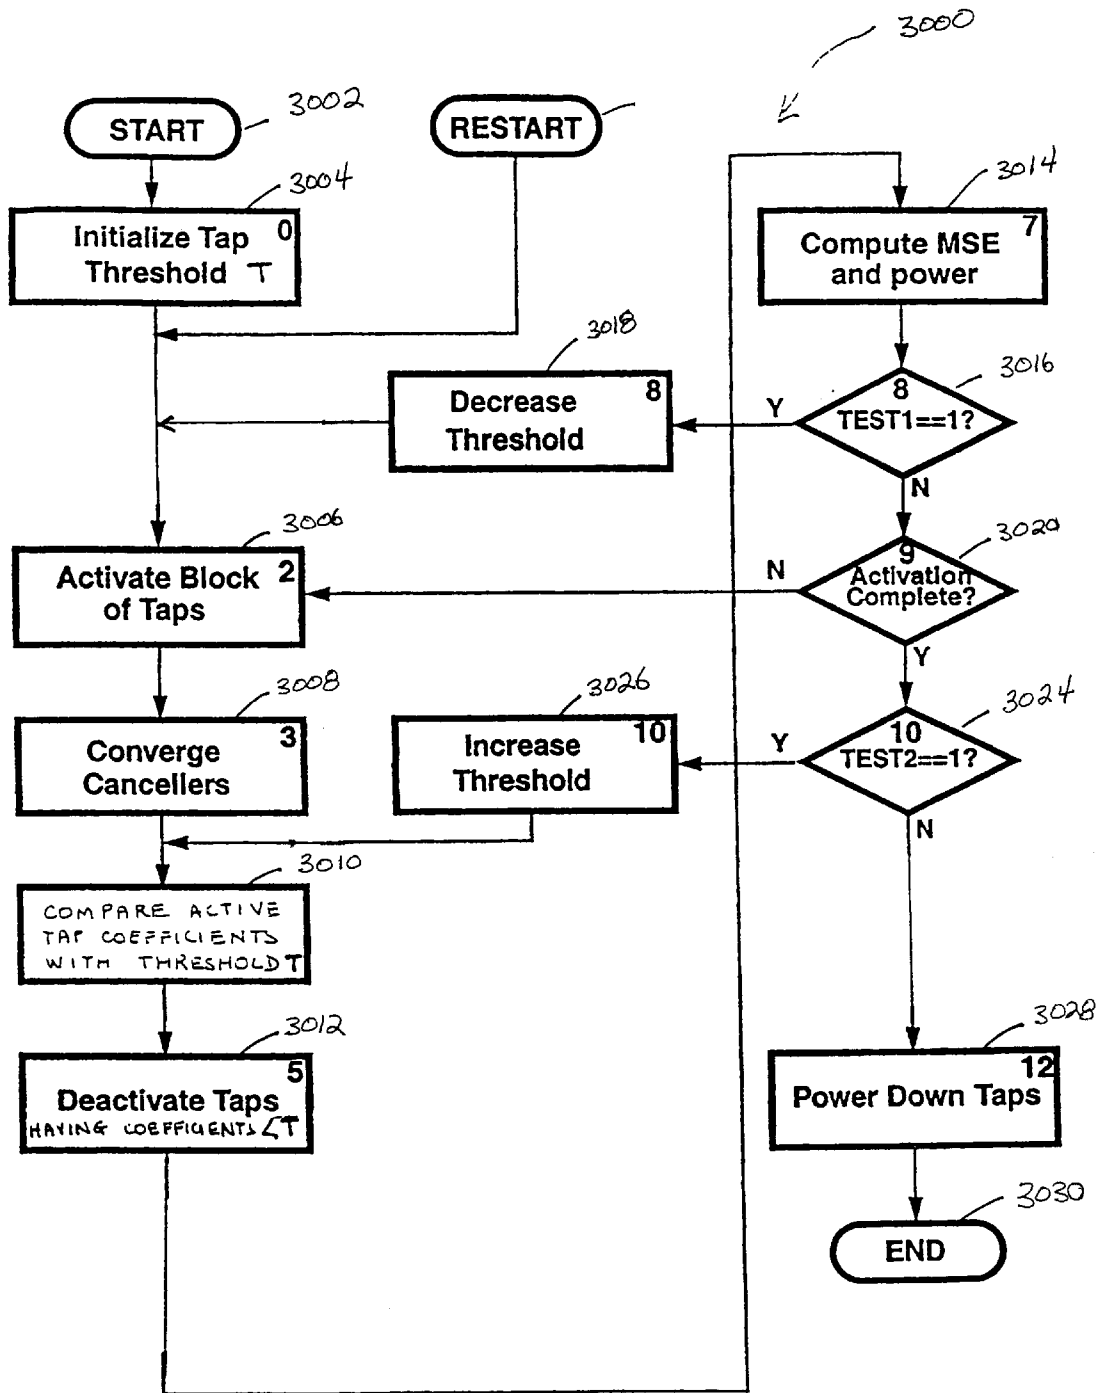 3000
START
3002
RESTART
3004
Initialize Tap 0
Threshold T
3014
Compute MSE 7
and power
3018
Decrease 8
Threshold
3016
8
TEST1==1?
Y
N
3006
Activate Block 2
of Taps
3020
9
Activation
Complete?
N
Y
3008
Converge 3
Cancellers
3026
Increase 10
Threshold
3024
10
TEST2==1?
Y
N
3010
COMPARE ACTIVE
TAP COEFFICIENTS
WITH THRESHOLD T
3012
5
Deactivate Taps
HAVING COEFFICIENTS <T
3028
12
Power Down Taps
3030
END